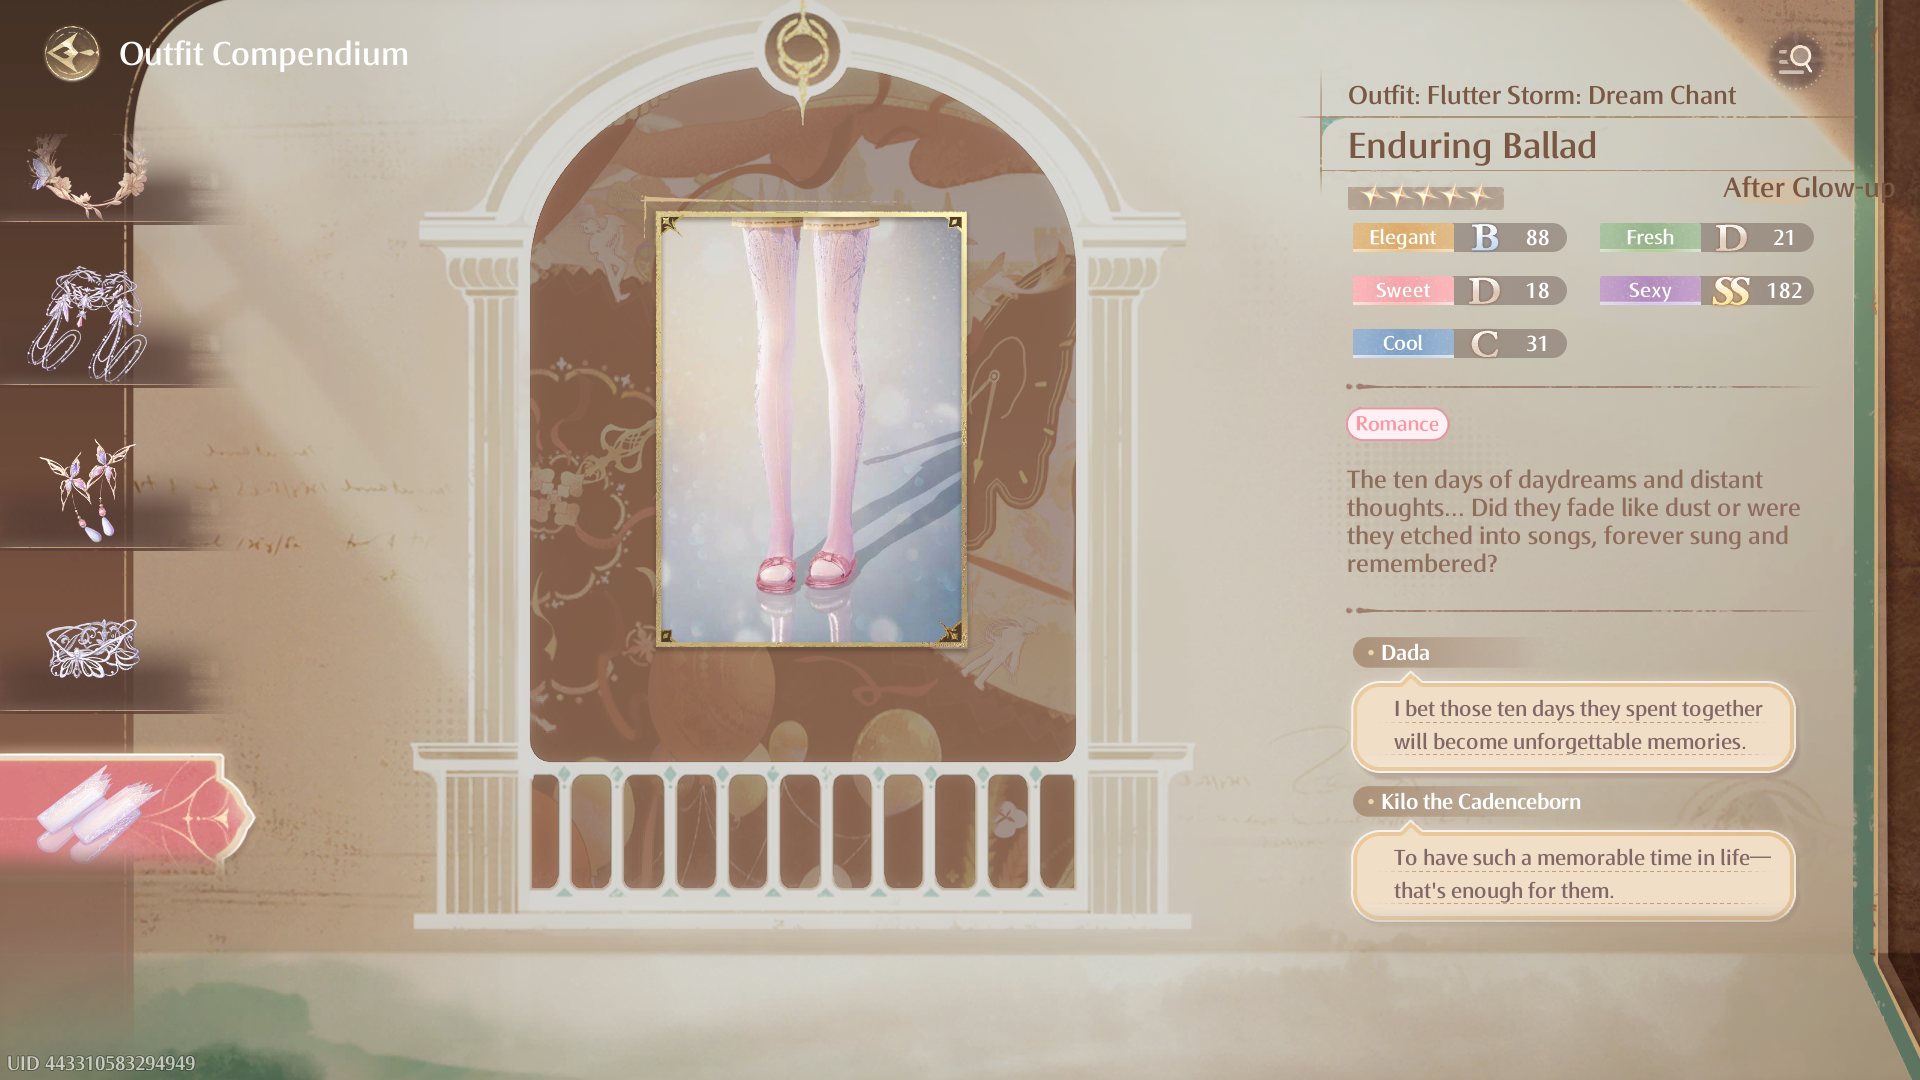 Outfit Compendium
Outfit: Flutter Storm: Dream Chant
Enduring Ballad
After Glow-up
Elegant B 88
Fresh D 21
Sweet D 18
Sexy SS 182
Cool C 31
Romance
The ten days of daydreams and distant
thoughts... Did they fade like dust or were
they etched into songs, forever sung and
remembered?
• Dada
I bet those ten days they spent together
will become unforgettable memories.
• Kilo the Cadenceborn
To have such a memorable time in life—
that's enough for them.
UID 443310583294949